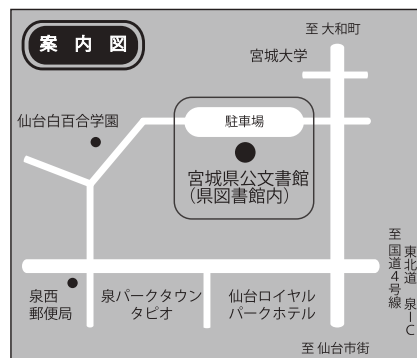 案内図
至 大和町
宮城大学
仙台白百合学園
駐車場
宮城県公文書館
（県図書館内）
至 国道4号線
東北道 泉IC
泉西
郵便局
泉パークタウン
タピオ
仙台ロイヤル
パークホテル
至 仙台市街